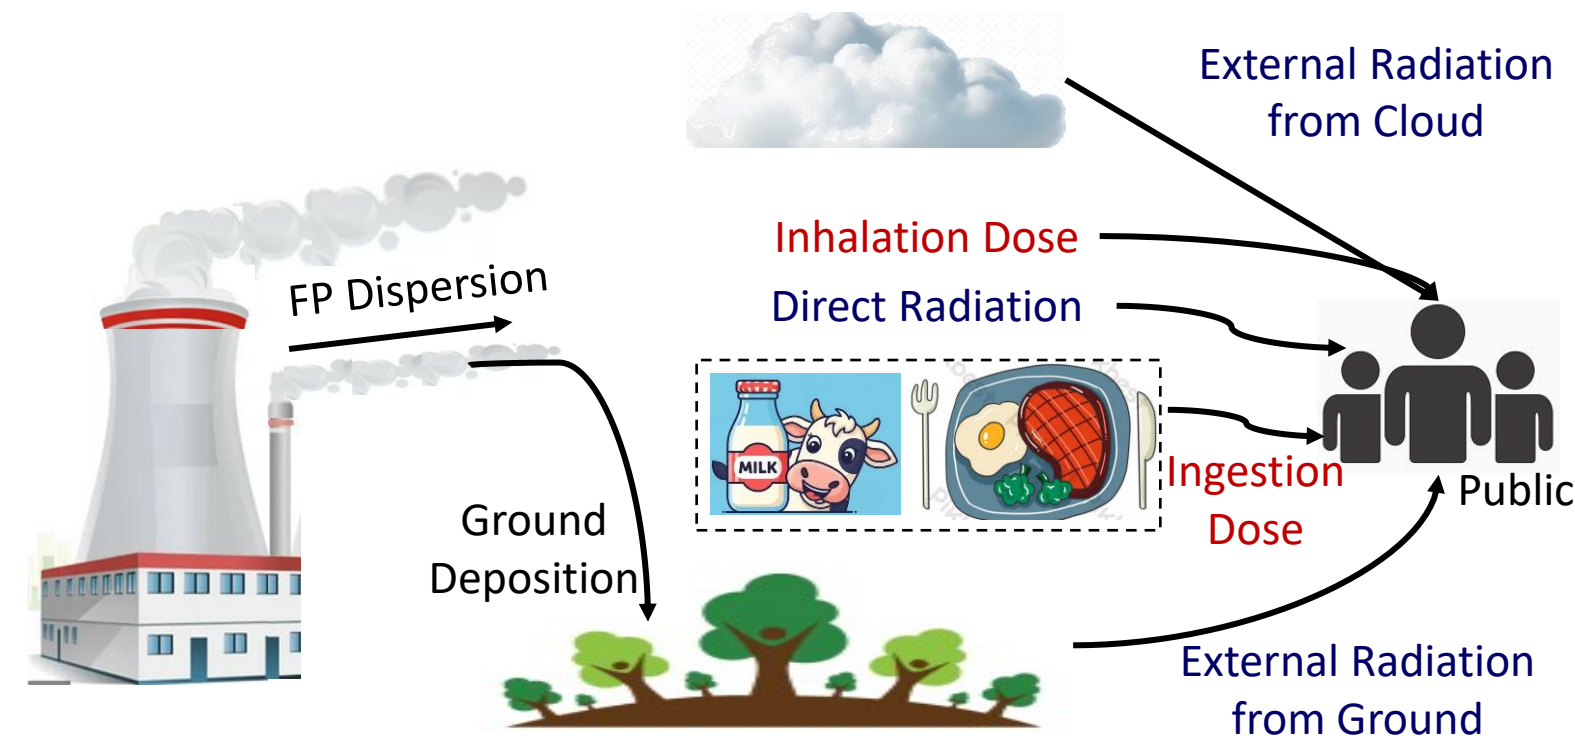 External Radiation
from Cloud
Inhalation Dose
FP Dispersion
Direct Radiation
MILK
Ingestion
Dose
Public
Ground
Deposition
External Radiation
from Ground